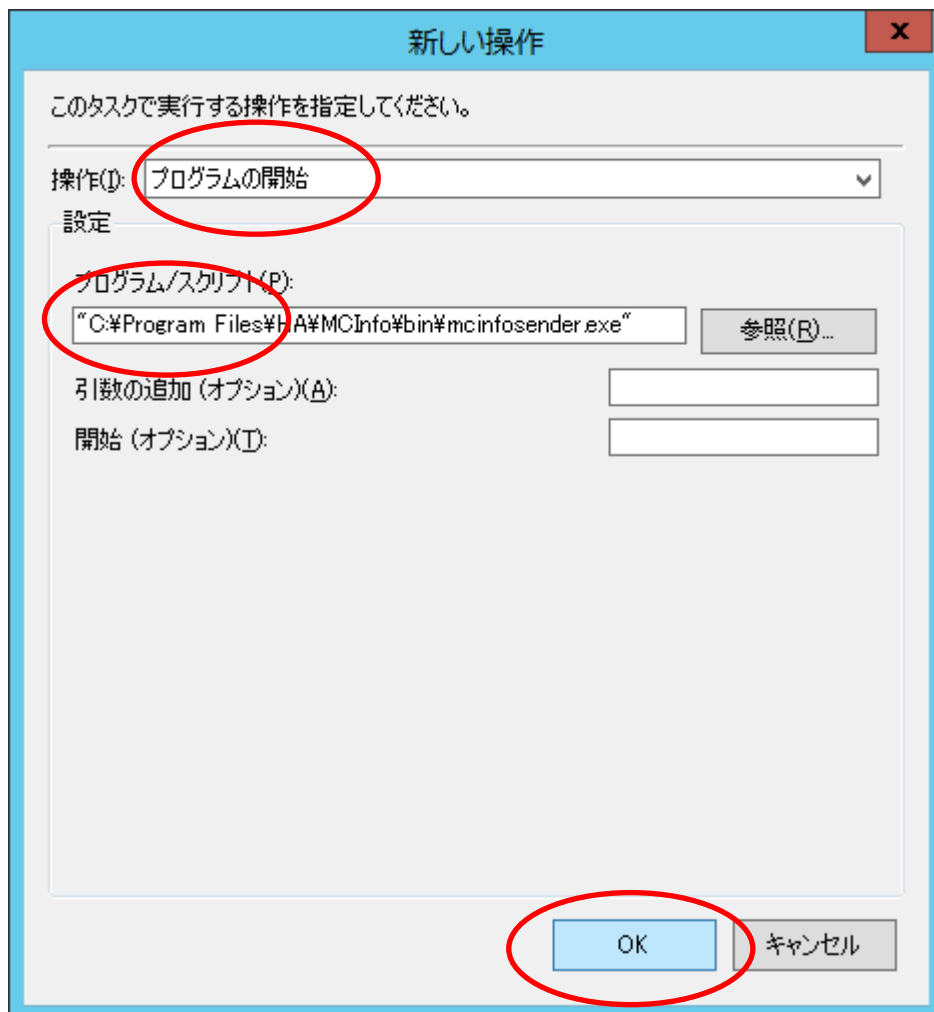 新しい操作
x
このタスクで実行する操作を指定してください。
操作(I): プログラムの開始
設定
プログラム/スクリプト(P):
"C:¥Program Files¥HA¥MCInfo¥bin¥mcinfosender.exe" 参照(R)...
引数の追加 (オプション)(A):
開始 (オプション)(T):
OK キャンセル